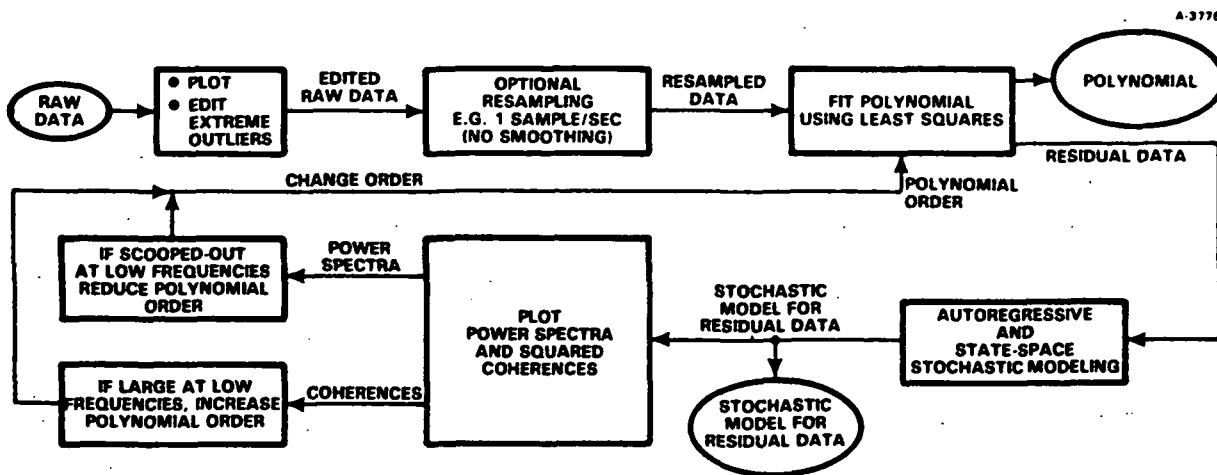 A-3776
RAW
DATA
● PLOT
● EDIT
EXTREME
OUTLIERS
EDITED
RAW DATA
OPTIONAL
RESAMPLING
E.G. 1 SAMPLE/SEC
(NO SMOOTHING)
RESAMPLED
DATA
FIT POLYNOMIAL
USING LEAST SQUARES
POLYNOMIAL
RESIDUAL DATA
CHANGE ORDER
POLYNOMIAL
ORDER
IF SCOOPED-OUT
AT LOW FREQUENCIES
REDUCE POLYNOMIAL
ORDER
POWER
SPECTRA
PLOT
POWER SPECTRA
AND SQUARED
COHERENCES
STOCHASTIC
MODEL FOR
RESIDUAL DATA
AUTOREGRESSIVE
AND
STATE-SPACE
STOCHASTIC MODELING
IF LARGE AT LOW
FREQUENCIES, INCREASE
POLYNOMIAL ORDER
COHERENCES
STOCHASTIC
MODEL FOR
RESIDUAL DATA